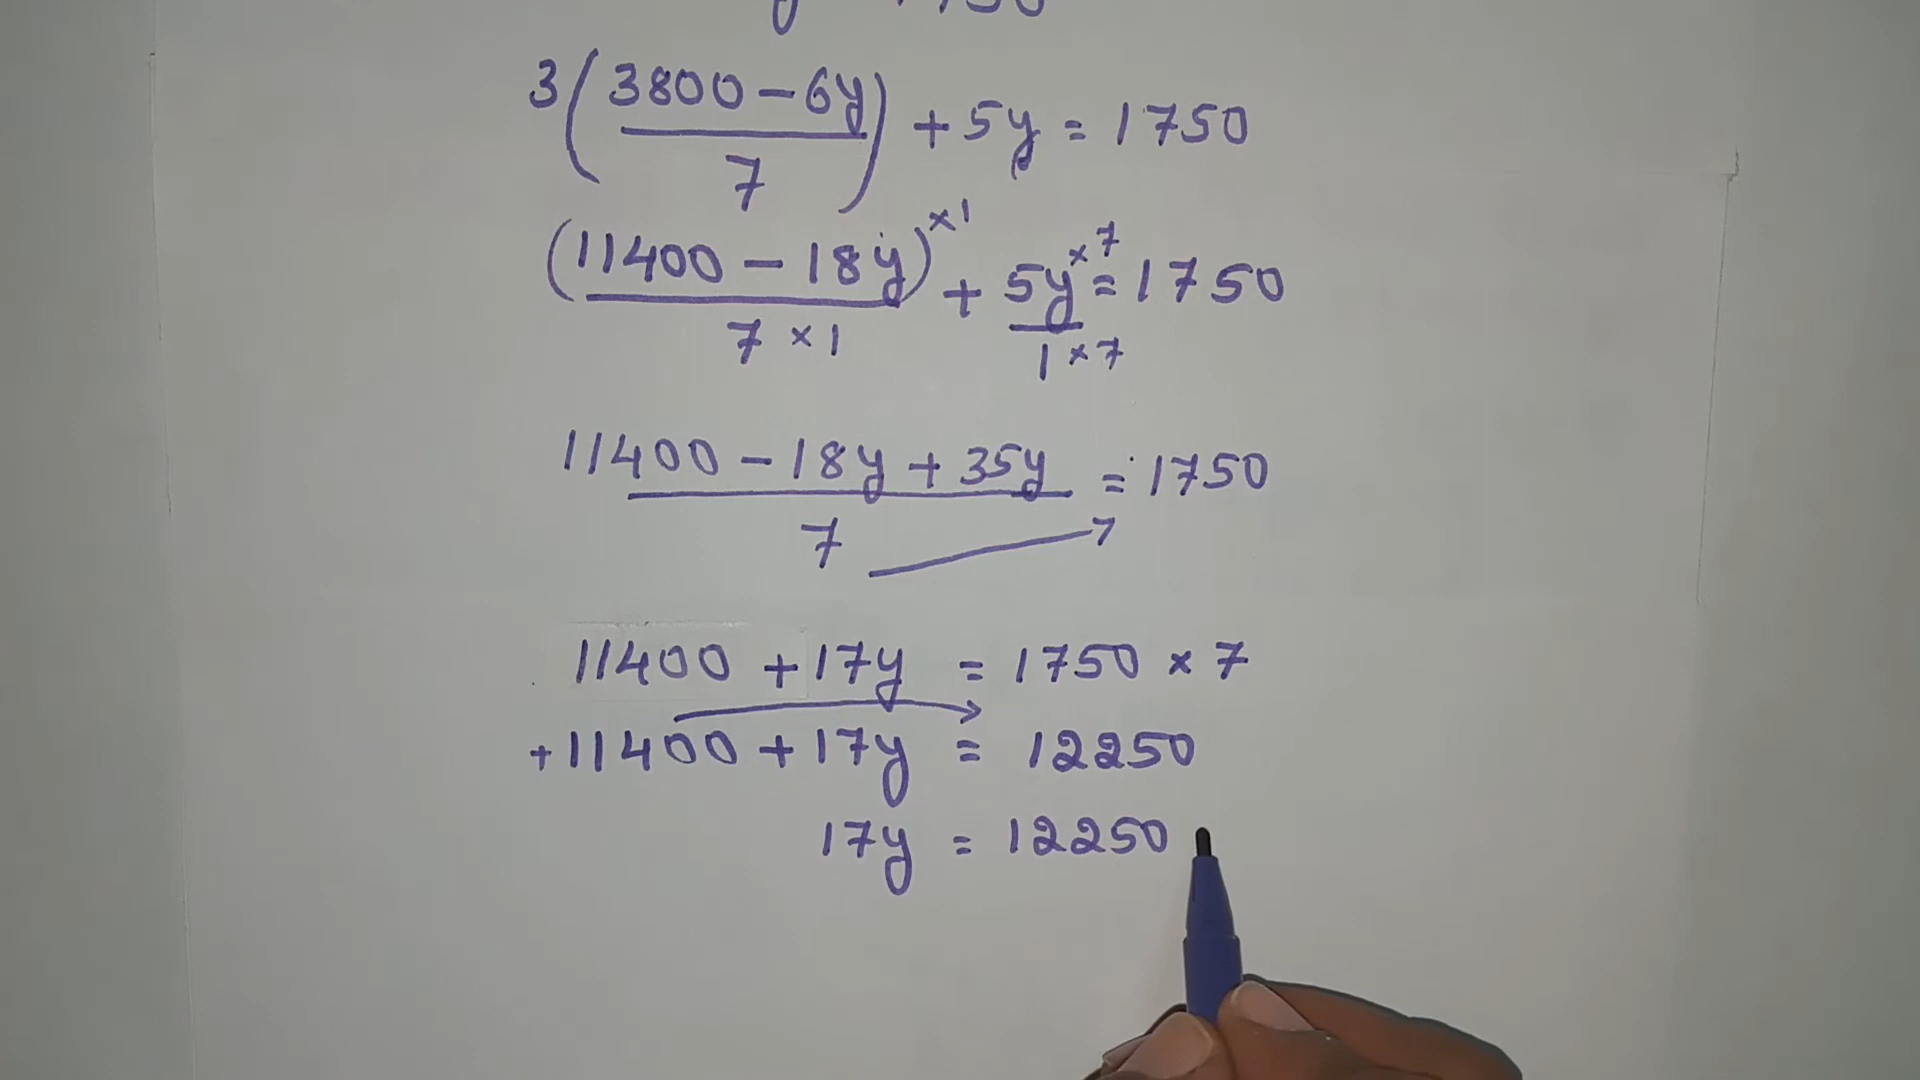 3(3800 - 6y / 7) + 5y = 1750
(11400 - 18y)×1 / 7×1 + 5y×7 / 1×7 = 1750
11400 - 18y + 35y / 7 = 1750
11400 + 17y = 1750 × 7
+11400 + 17y = 12250
17y = 12250